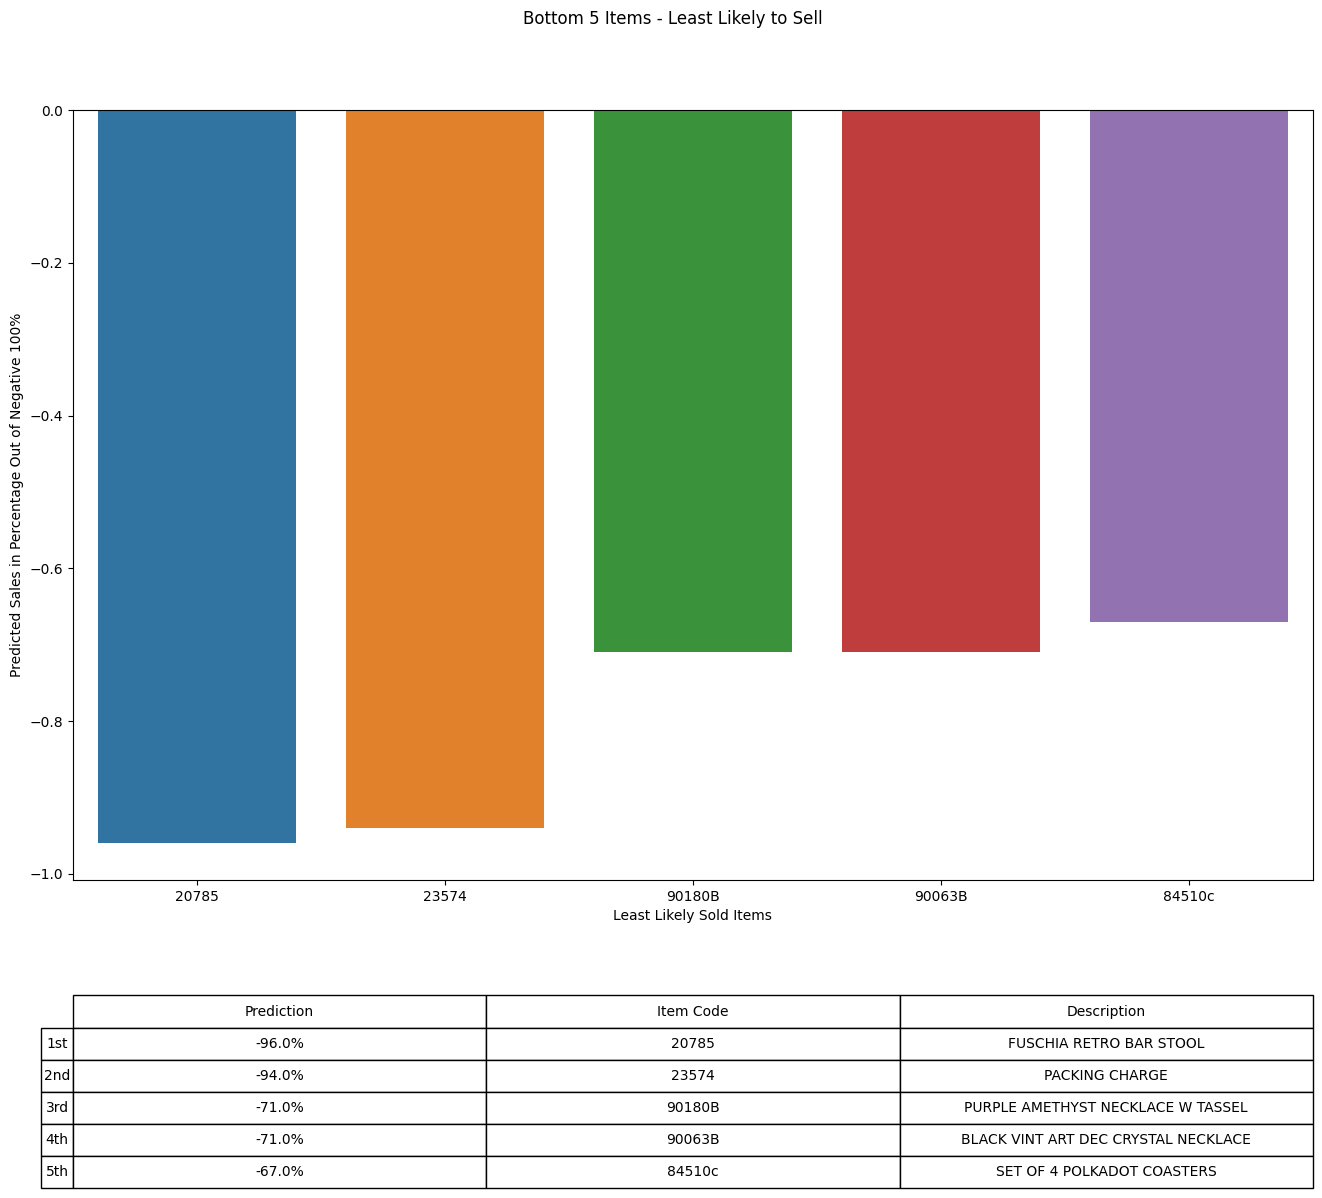 Bottom 5 Items - Least Likely to Sell
Predicted Sales in Percentage Out of Negative 100%
0.0
−0.2
−0.4
−0.6
−0.8
−1.0
20785 23574 90180B 90063B 84510c
Least Likely Sold Items
Prediction Item Code Description
1st -96.0% 20785 FUSCHIA RETRO BAR STOOL
2nd -94.0% 23574 PACKING CHARGE
3rd -71.0% 90180B PURPLE AMETHYST NECKLACE W TASSEL
4th -71.0% 90063B BLACK VINT ART DEC CRYSTAL NECKLACE
5th -67.0% 84510c SET OF 4 POLKADOT COASTERS